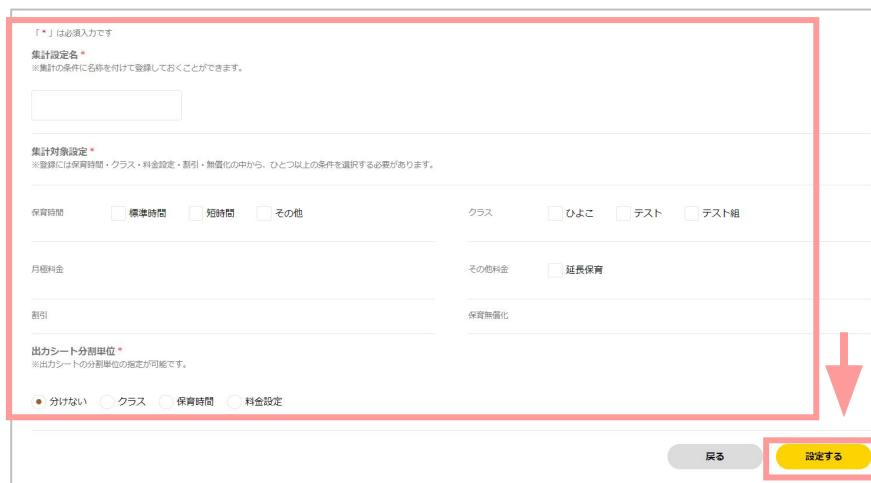 「*」は必須入力です
集計設定名*
※集計の条件に名称を付けて登録しておくことができます。
集計対象設定*
※登録には保育時間・クラス・料金設定・割引・無償化の中から、ひとつ以上の条件を選択する必要があります。
保育時間 標準時間 短時間 その他 クラス ひよこ テスト テスト組
月極料金 その他料金 延長保育
割引 保育無償化
出力シート分割単位*
※出力シートの分割単位の指定が可能です。
分けない クラス 保育時間 料金設定
戻る 設定する